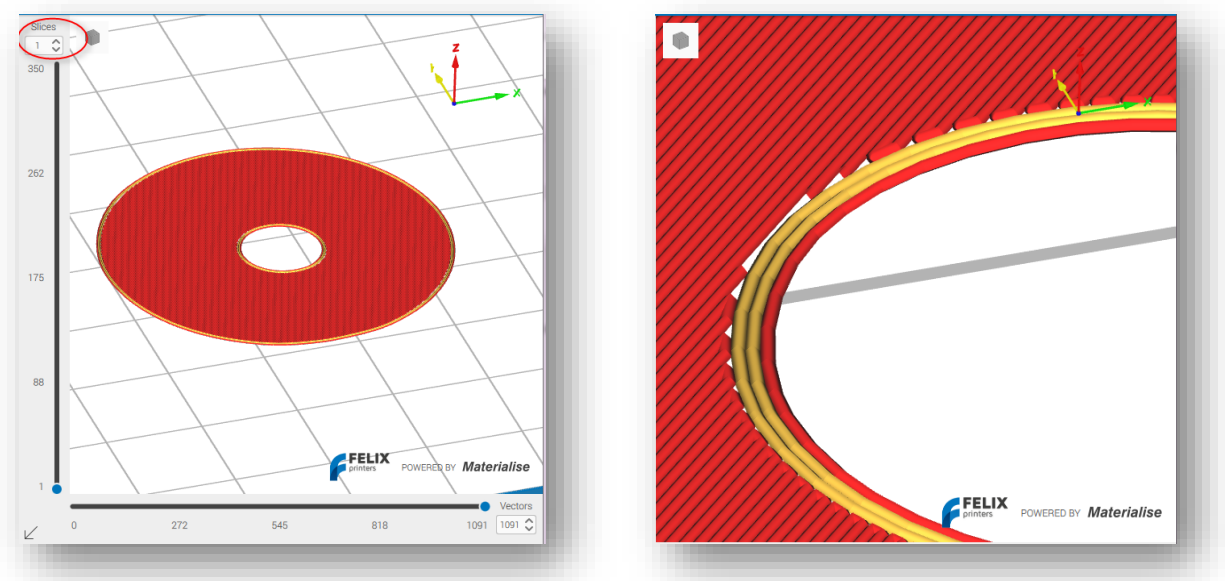 Slices
1
350
262
175
88
1
Z
X
FELIX
printers
POWERED BY Materialise
Vectors
0
272
545
818
1091
1091
Z
X
FELIX
printers
POWERED BY Materialise